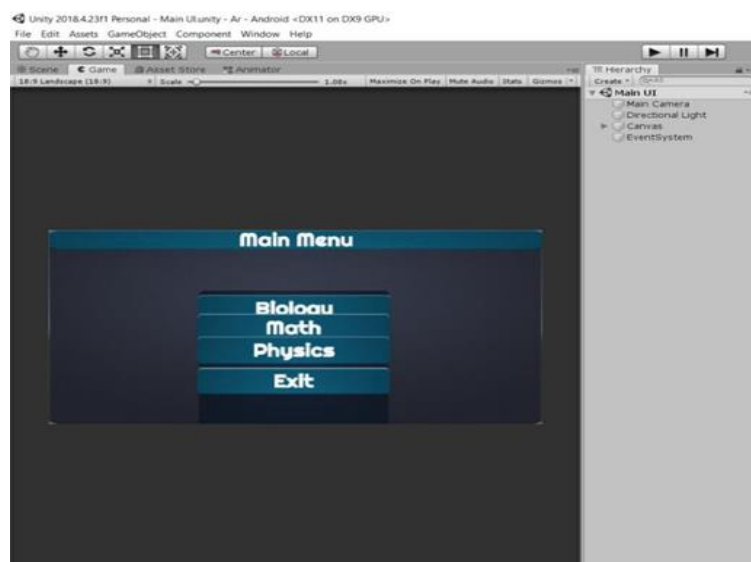 Unity 2018.4.23f1 Personal - Main UI.unity - Ar - Android <DX11 on DX9 GPU>
File Edit Assets GameObject Component Window Help
Center Local
Scene Game Asset Store Animator
18:9 Landscape (18:9) Scale 1.08x Maximize On Play Mute Audio Stats Gizmos
Hierarchy
Create
Main UI
Main Camera
Directional Light
Canvas
EventSystem
Main Menu
Biology
Math
Physics
Exit